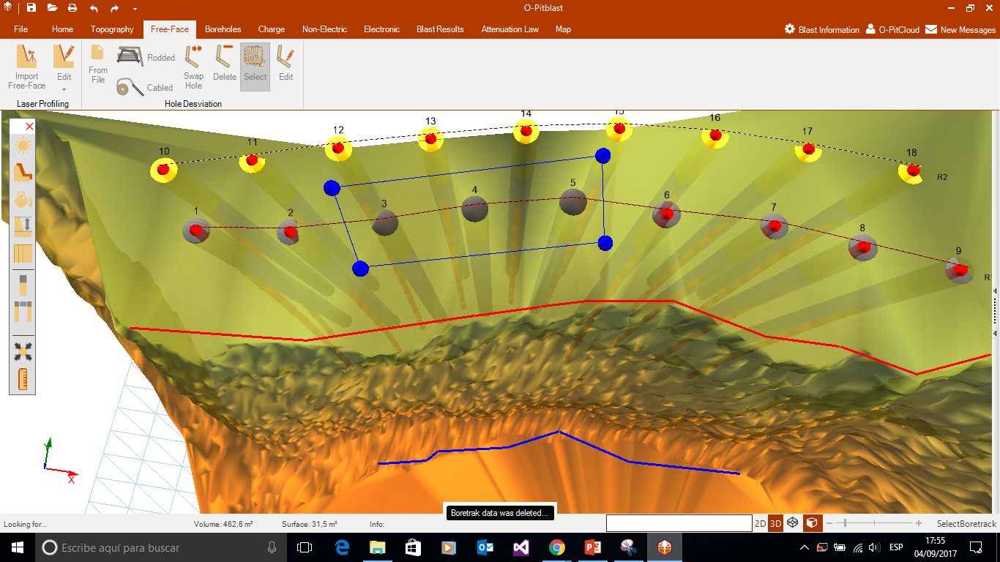 O-Pitblast
File Home Topography Free-Face Boreholes Charge Non-Electric Electronic Blast Results Attenuation Law Map Blast Information O-PitCloud New Messages
Import Free-Face
Edit
Laser Profiling
From File
Rodded
Cabled
Swap Hole
Delete
Select
Edit
Hole Desviation
10 11 12 13 14 15 16 17 18 R2
1 2 3 4 5 6 7 8 9
Y
X
Boretrak data was deleted...
Looking for... Volume: 462,6 m³ Surface: 31,5 m² Info: 2D 3D SelectBoretrack
Escribe aquí para buscar
ESP
17:55
04/09/2017